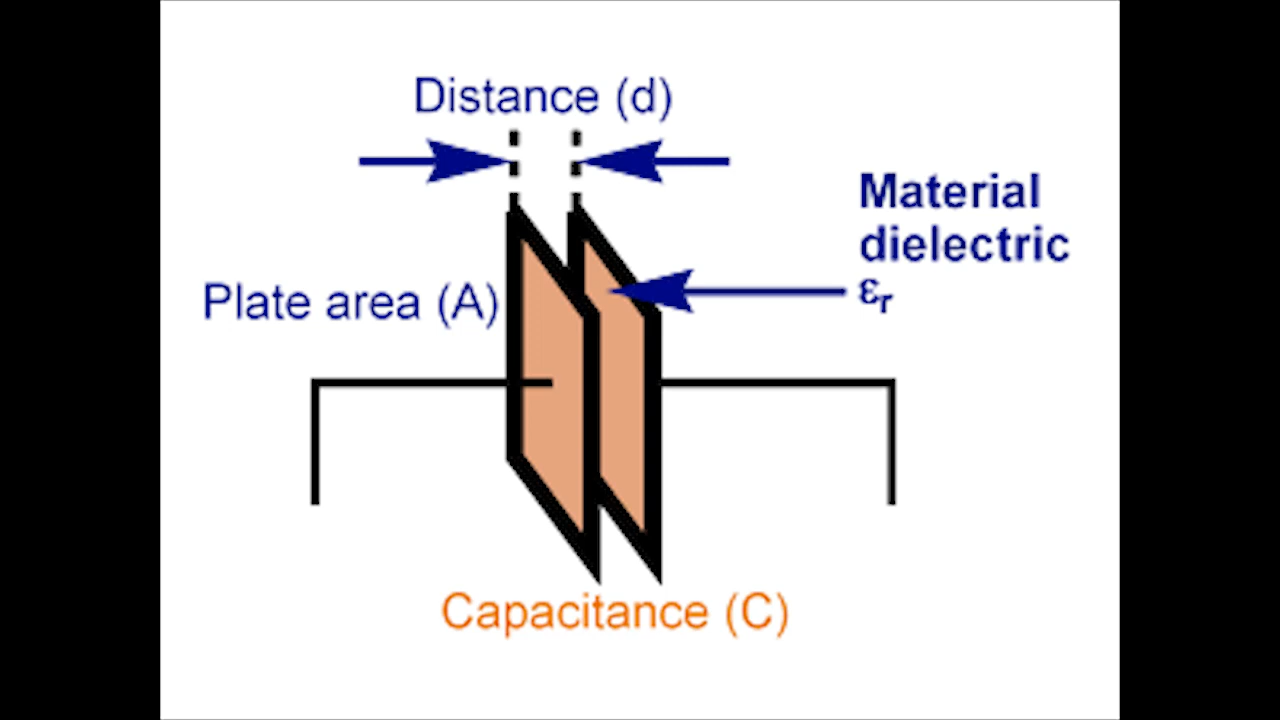 Distance (d)
Material
dielectric
εr
Plate area (A)
Capacitance (C)